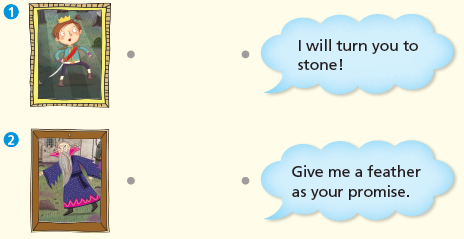 1
I will turn you to
stone!
2
Give me a feather
as your promise.